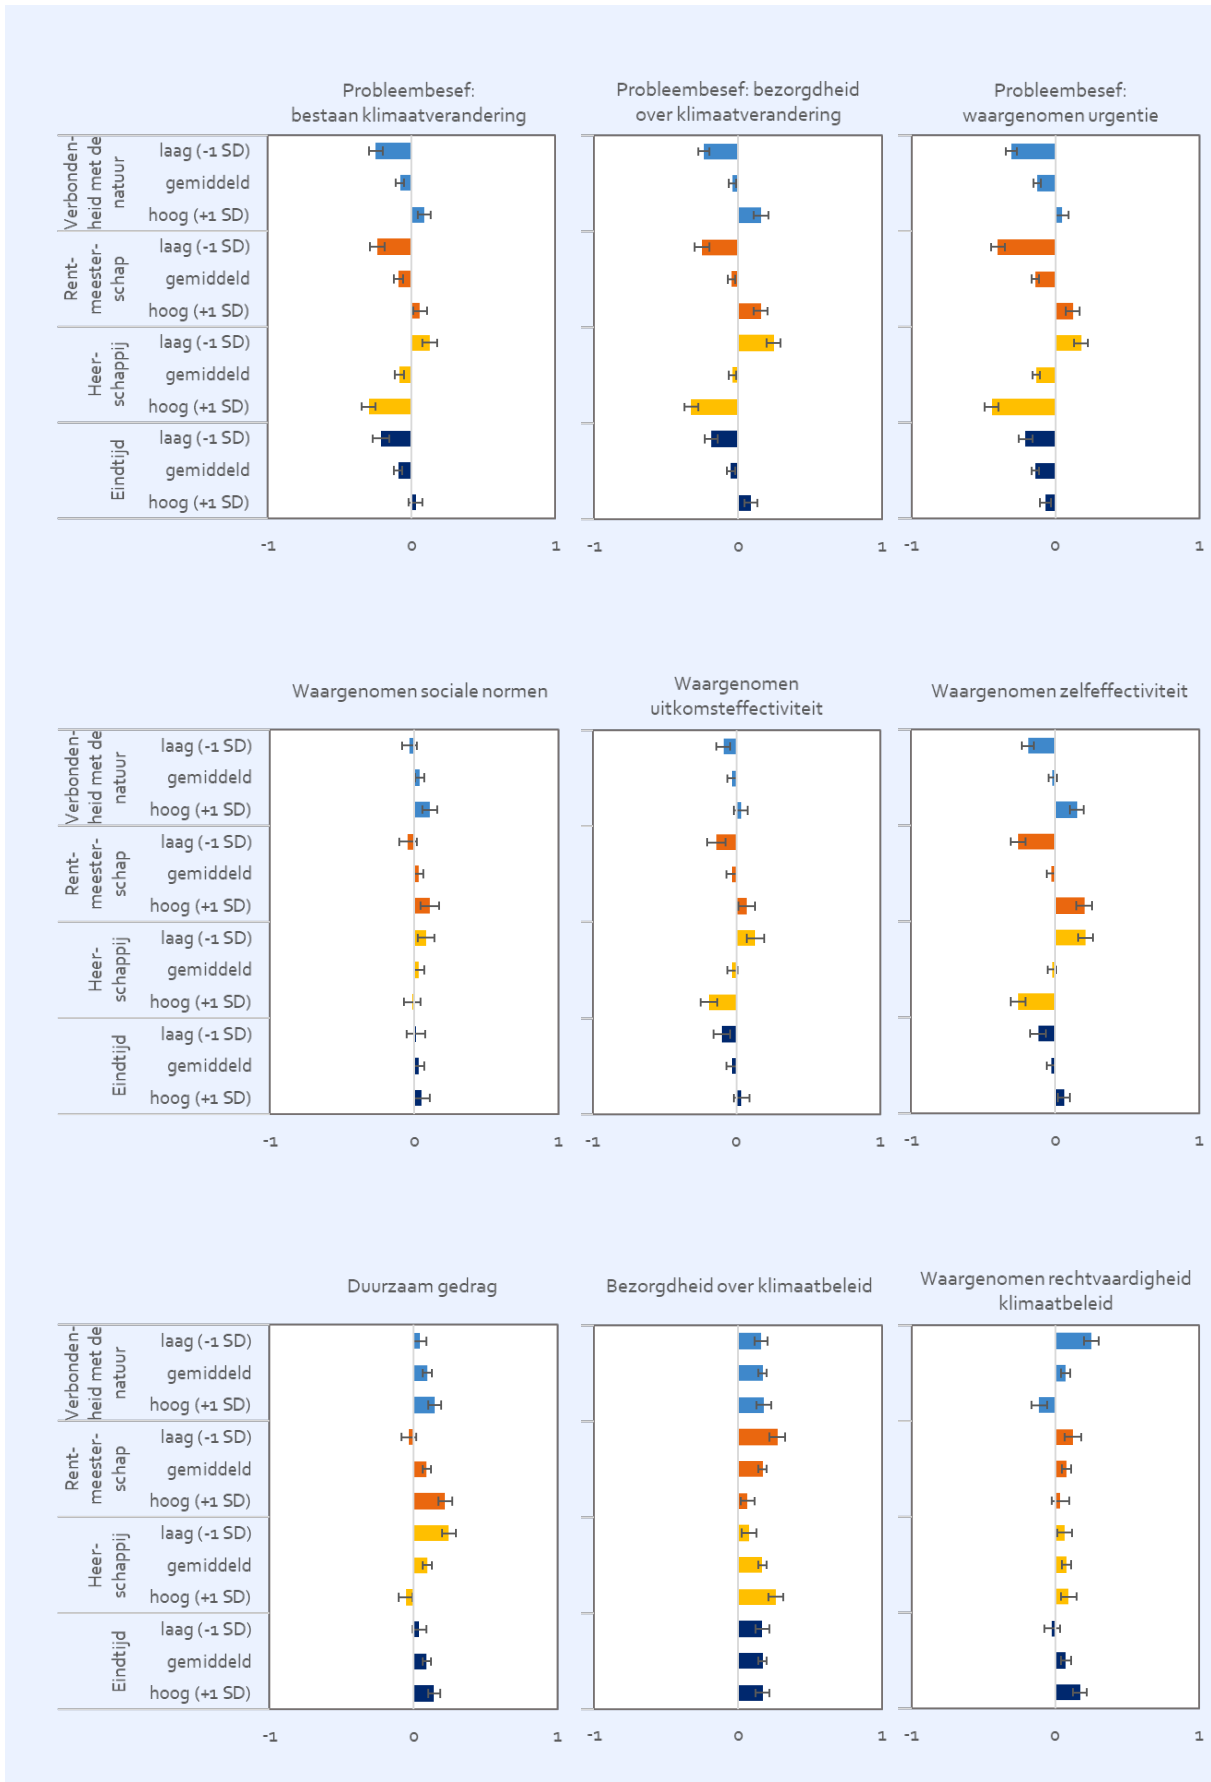 Probleembesef:
bestaan klimaatverandering
Probleembesef: bezorgdheid
over klimaatverandering
Probleembesef:
waargenomen urgentie
Verbonden-
heid met de
natuur
laag (-1 SD)
gemiddeld
hoog (+1 SD)
Rent-
meester-
schap
laag (-1 SD)
gemiddeld
hoog (+1 SD)
Heer-
schappij
laag (-1 SD)
gemiddeld
hoog (+1 SD)
Eindtijd
laag (-1 SD)
gemiddeld
hoog (+1 SD)
-1 0 1
-1 0 1
-1 0 1
Waargenomen sociale normen
Waargenomen
uitkomsteffectiviteit
Waargenomen zelfeffectiviteit
Verbonden-
heid met de
natuur
laag (-1 SD)
gemiddeld
hoog (+1 SD)
Rent-
meester-
schap
laag (-1 SD)
gemiddeld
hoog (+1 SD)
Heer-
schappij
laag (-1 SD)
gemiddeld
hoog (+1 SD)
Eindtijd
laag (-1 SD)
gemiddeld
hoog (+1 SD)
-1 0 1
-1 0 1
-1 0 1
Duurzaam gedrag
Bezorgdheid over klimaatbeleid
Waargenomen rechtvaardigheid
klimaatbeleid
Verbonden-
heid met de
natuur
laag (-1 SD)
gemiddeld
hoog (+1 SD)
Rent-
meester-
schap
laag (-1 SD)
gemiddeld
hoog (+1 SD)
Heer-
schappij
laag (-1 SD)
gemiddeld
hoog (+1 SD)
Eindtijd
laag (-1 SD)
gemiddeld
hoog (+1 SD)
-1 0 1
-1 0 1
-1 0 1